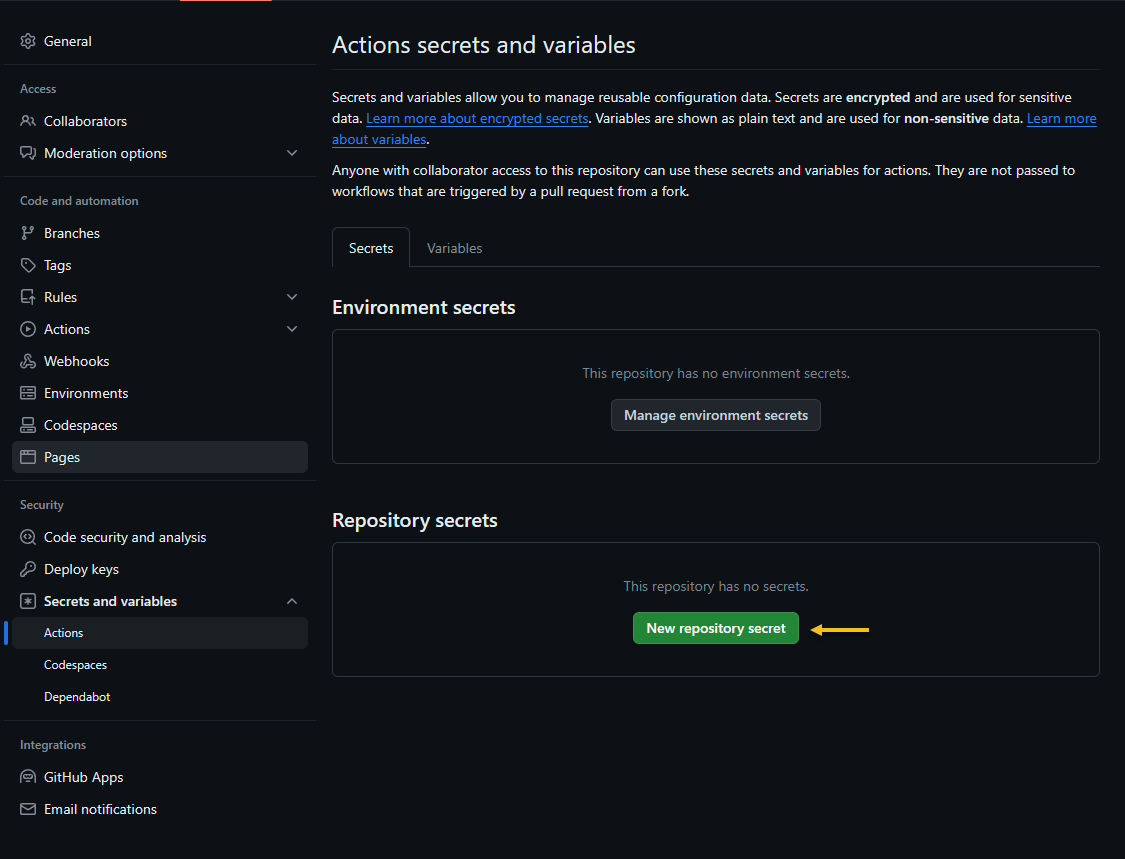 General
Access
Collaborators
Moderation options
Code and automation
Branches
Tags
Rules
Actions
Webhooks
Environments
Codespaces
Pages
Security
Code security and analysis
Deploy keys
Secrets and variables
Actions
Codespaces
Dependabot
Integrations
GitHub Apps
Email notifications
Actions secrets and variables
Secrets and variables allow you to manage reusable configuration data. Secrets are encrypted and are used for sensitive
data. Learn more about encrypted secrets. Variables are shown as plain text and are used for non-sensitive data. Learn more
about variables.
Anyone with collaborator access to this repository can use these secrets and variables for actions. They are not passed to
workflows that are triggered by a pull request from a fork.
Secrets
Variables
Environment secrets
This repository has no environment secrets.
Manage environment secrets
Repository secrets
This repository has no secrets.
New repository secret